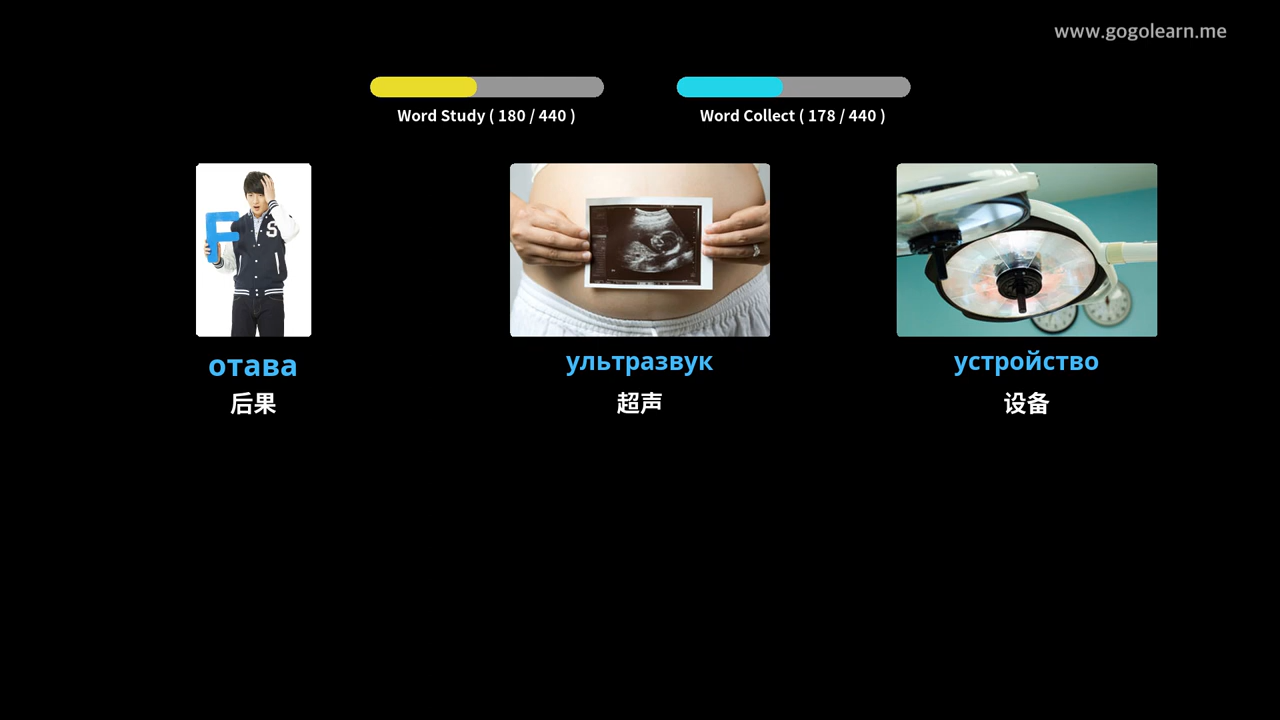 www.gogolearn.me
Word Study ( 180 / 440 )
Word Collect ( 178 / 440 )
F
S
отава
ультразвук
устройство
后果
超声
设备